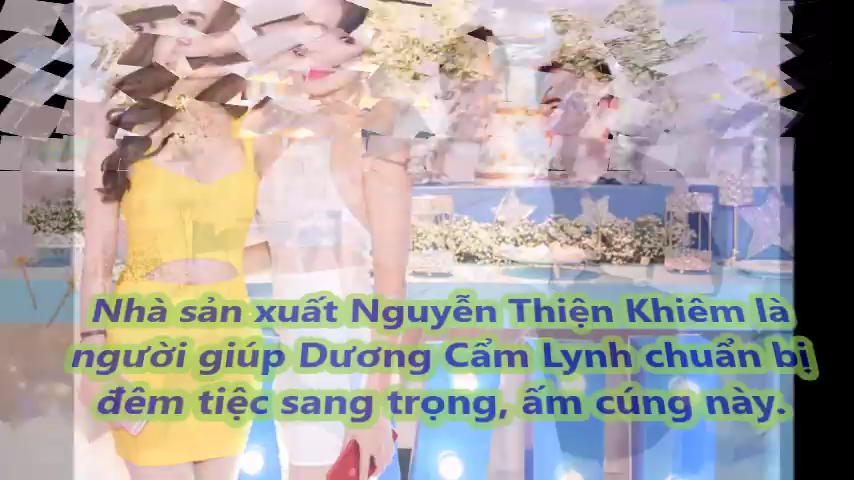 Nhà sản xuất Nguyễn Thiện Khiêm là
người giúp Dương Cẩm Lynh chuẩn bị
đêm tiệc sang trọng, ấm cúng này.